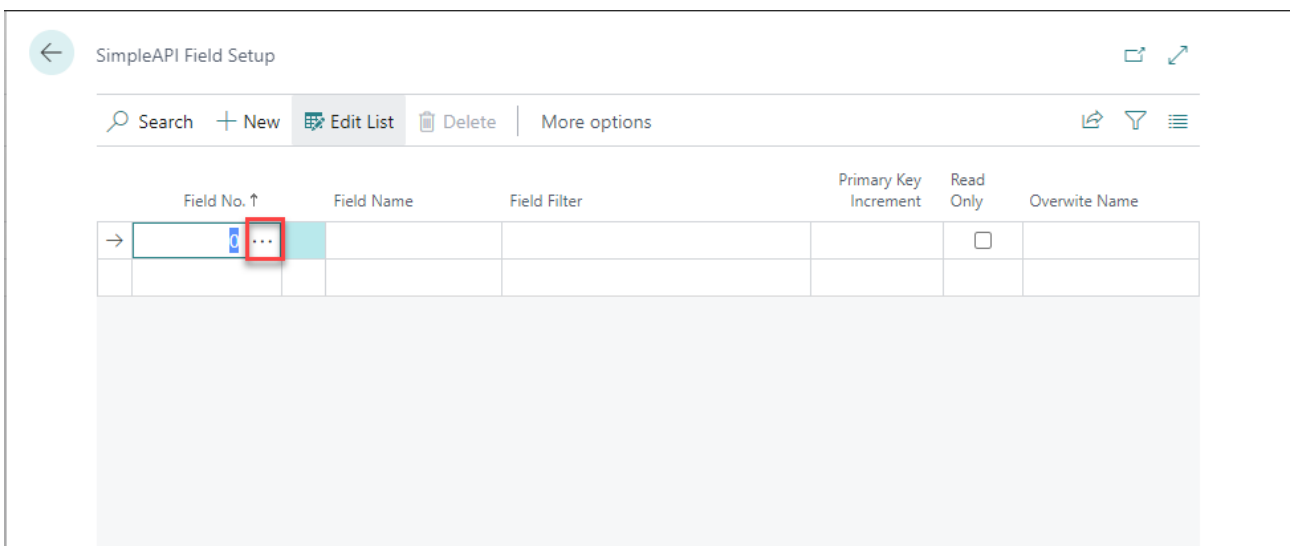 SimpleAPI Field Setup
Search New Edit List Delete More options
Primary Key Read
Field No. ↑ Field Name Field Filter Increment Only Overwite Name
0 ...